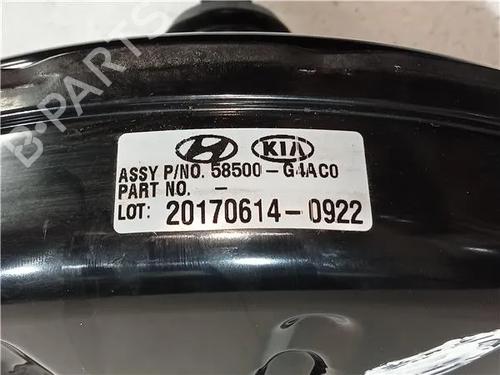 B-PARTS
KIA
ASSY P/NO. 58500-G4AC0
PART NO. -
LOT: 20170614-0922